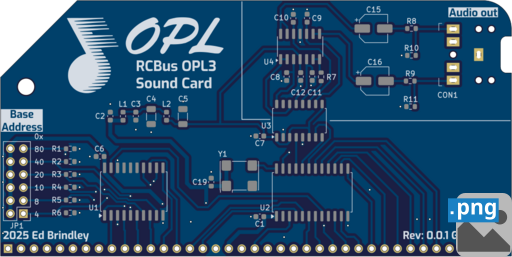 Audio out
C15
C10
C9
R8
OPL
RCBus OPL3
Sound Card
U4
R10
C16
C8
R7
R9
C12
C11
CON1
R11
C2
L1
C3
C4
L2
C5
Base
Address
U3
C7
0x
80
R1
40
R2
20
R3
10
R4
8
R5
4
R6
C6
Y1
C19
U1
U2
C1
JP1
2025 Ed Brindley
Rev: 0.0.1
.png